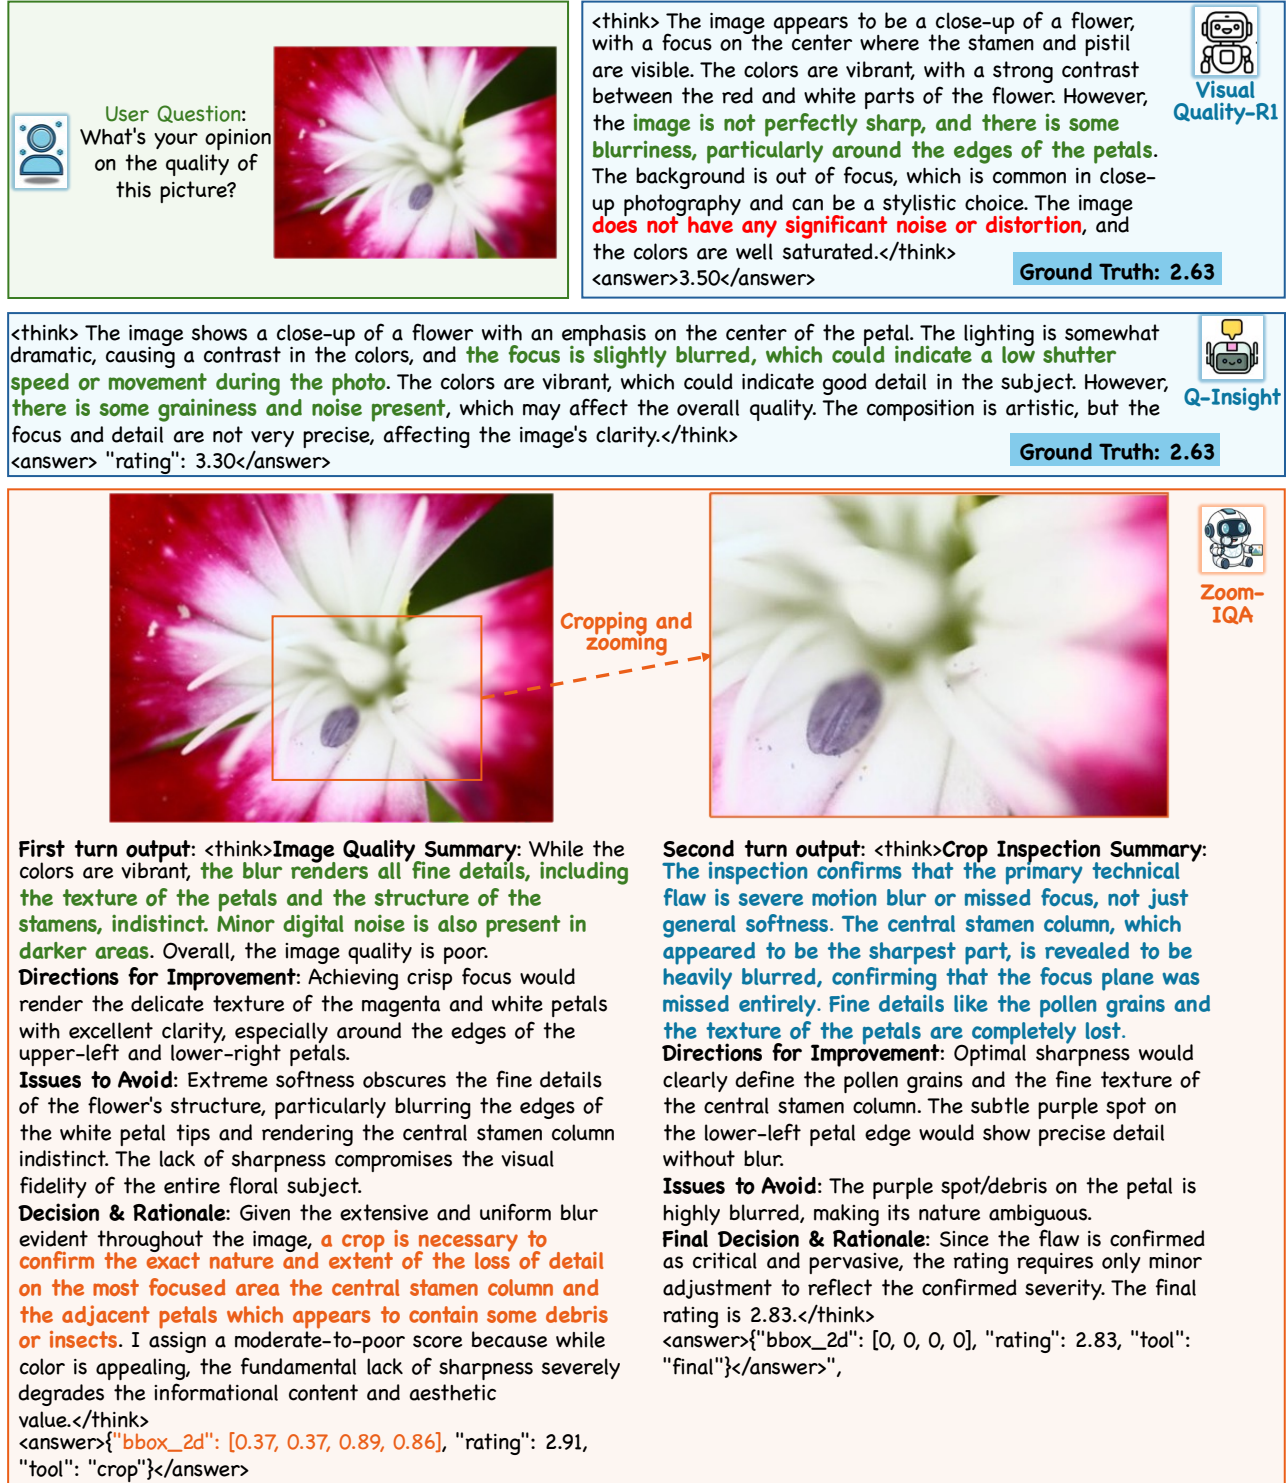 User Question:
What's your opinion
on the quality of
this picture?
<think> The image appears to be a close-up of a flower,
with a focus on the center where the stamen and pistil
are visible. The colors are vibrant, with a strong contrast
between the red and white parts of the flower. However,
the image is not perfectly sharp, and there is some
blurriness, particularly around the edges of the petals.
The background is out of focus, which is common in close-
up photography and can be a stylistic choice. The image
does not have any significant noise or distortion, and
the colors are well saturated.</think>
<answer>3.50</answer>
Ground Truth: 2.63
Visual
Quality-R1
<think> The image shows a close-up of a flower with an emphasis on the center of the petal. The lighting is somewhat
dramatic, causing a contrast in the colors, and the focus is slightly blurred, which could indicate a low shutter
speed or movement during the photo. The colors are vibrant, which could indicate good detail in the subject. However,
there is some graininess and noise present, which may affect the overall quality. The composition is artistic, but the
focus and detail are not very precise, affecting the image's clarity.</think>
<answer> "rating": 3.30</answer>
Ground Truth: 2.63
Q-Insight
Cropping and
zooming
Zoom-
IQA
First turn output: <think>Image Quality Summary: While the
colors are vibrant, the blur renders all fine details, including
the texture of the petals and the structure of the
stamens, indistinct. Minor digital noise is also present in
darker areas. Overall, the image quality is poor.
Directions for Improvement: Achieving crisp focus would
render the delicate texture of the magenta and white petals
with excellent clarity, especially around the edges of the
upper-left and lower-right petals.
Issues to Avoid: Extreme softness obscures the fine details
of the flower's structure, particularly blurring the edges of
the white petal tips and rendering the central stamen column
indistinct. The lack of sharpness compromises the visual
fidelity of the entire floral subject.
Decision & Rationale: Given the extensive and uniform blur
evident throughout the image, a crop is necessary to
confirm the exact nature and extent of the loss of detail
on the most focused area the central stamen column and
the adjacent petals which appears to contain some debris
or insects. I assign a moderate-to-poor score because while
color is appealing, the fundamental lack of sharpness severely
degrades the informational content and aesthetic
value.</think>
<answer>{"bbox_2d": [0.37, 0.37, 0.89, 0.86], "rating": 2.91,
"tool": "crop"}</answer>
Second turn output: <think>Crop Inspection Summary:
The inspection confirms that the primary technical
flaw is severe motion blur or missed focus, not just
general softness. The central stamen column, which
appeared to be the sharpest part, is revealed to be
heavily blurred, confirming that the focus plane was
missed entirely. Fine details like the pollen grains and
the texture of the petals are completely lost.
Directions for Improvement: Optimal sharpness would
clearly define the pollen grains and the fine texture of
the central stamen column. The subtle purple spot on
the lower-left petal edge would show precise detail
without blur.
Issues to Avoid: The purple spot/debris on the petal is
highly blurred, making its nature ambiguous.
Final Decision & Rationale: Since the flaw is confirmed
as critical and pervasive, the rating requires only minor
adjustment to reflect the confirmed severity. The final
rating is 2.83.</think>
<answer>{"bbox_2d": [0, 0, 0, 0], "rating": 2.83, "tool":
"final"}</answer>",